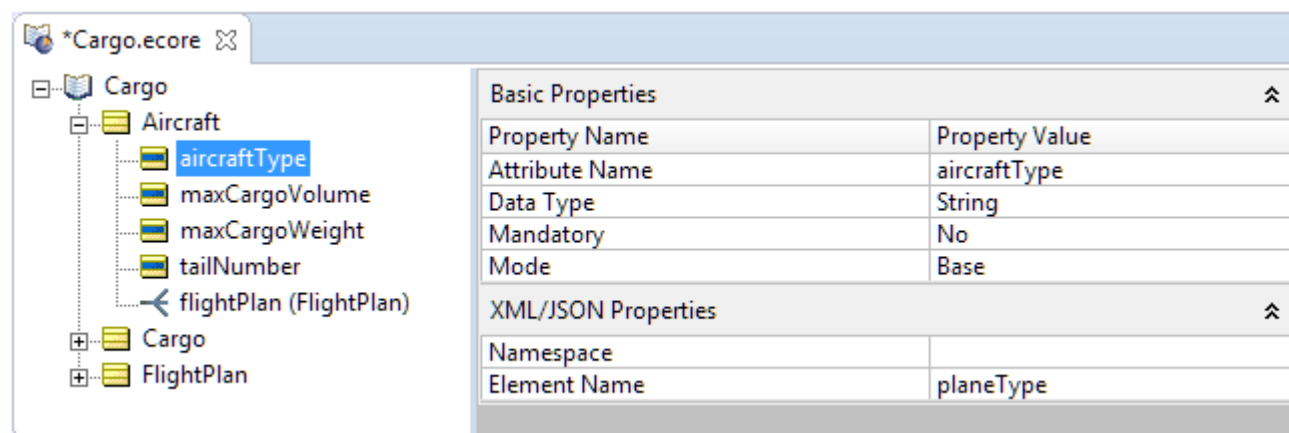 *Cargo.ecore
Cargo
Aircraft
aircraftType
maxCargoVolume
maxCargoWeight
tailNumber
flightPlan (FlightPlan)
Cargo
FlightPlan
Basic Properties
Property Name Property Value
Attribute Name aircraftType
Data Type String
Mandatory No
Mode Base
XML/JSON Properties
Namespace
Element Name planeType